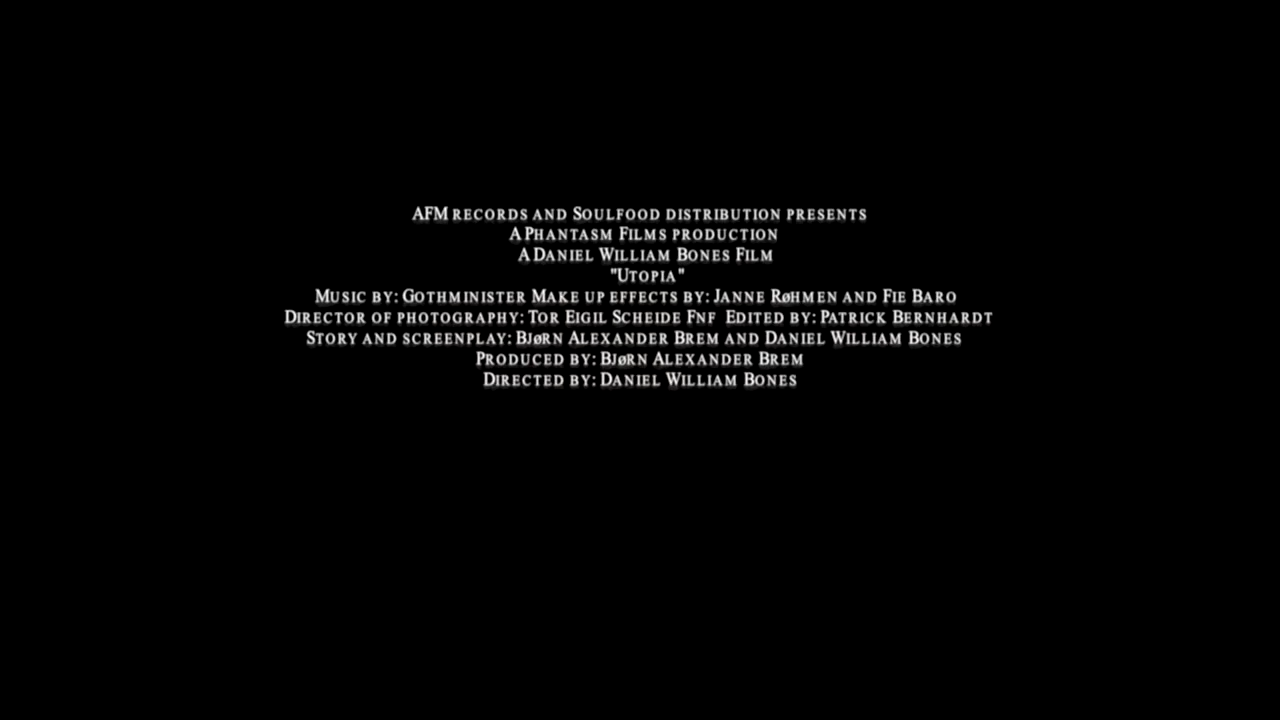 AFM records and Soulfood distribution presents
A Phantasm Films production
A Daniel William Bones Film
"Utopia"
Music by: Gothminister Make up effects by: Janne Røhmen and Fie Baro
Director of photography: Tor Eigil Scheide Fnf Edited by: Patrick Bernhardt
Story and screenplay: Bjørn Alexander Brem and Daniel William Bones
Produced by: Bjørn Alexander Brem
Directed by: Daniel William Bones